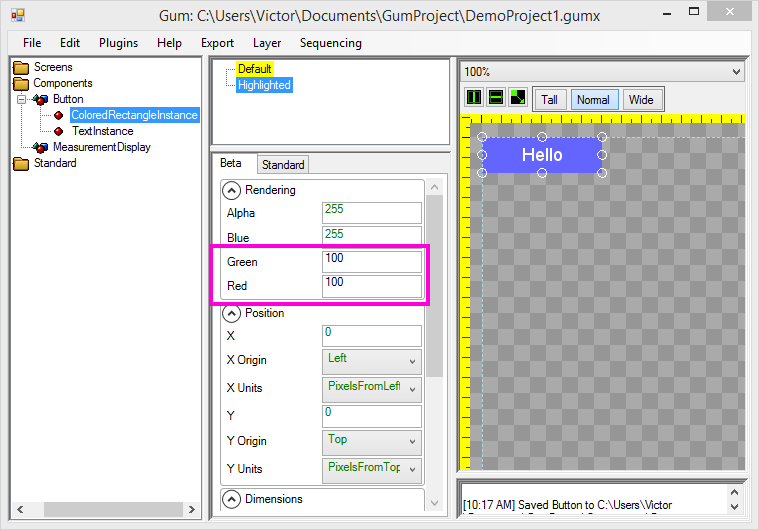 Gum: C:\Users\Victor\Documents\GumProject\DemoProject1.gumx
File Edit Plugins Help Export Layer Sequencing
Screens
Components
Button
ColoredRectangleInstance
TextInstance
MeasurementDisplay
Standard
Default
Highlighted
Beta Standard
Rendering
Alpha 255
Blue 255
Green 100
Red 100
Position
X 0
X Origin Left
X Units PixelsFromLeft
Y 0
Y Origin Top
Y Units PixelsFromTop
Dimensions
100%
Tall Normal Wide
Hello
[10:17 AM] Saved Button to C:\Users\Victor